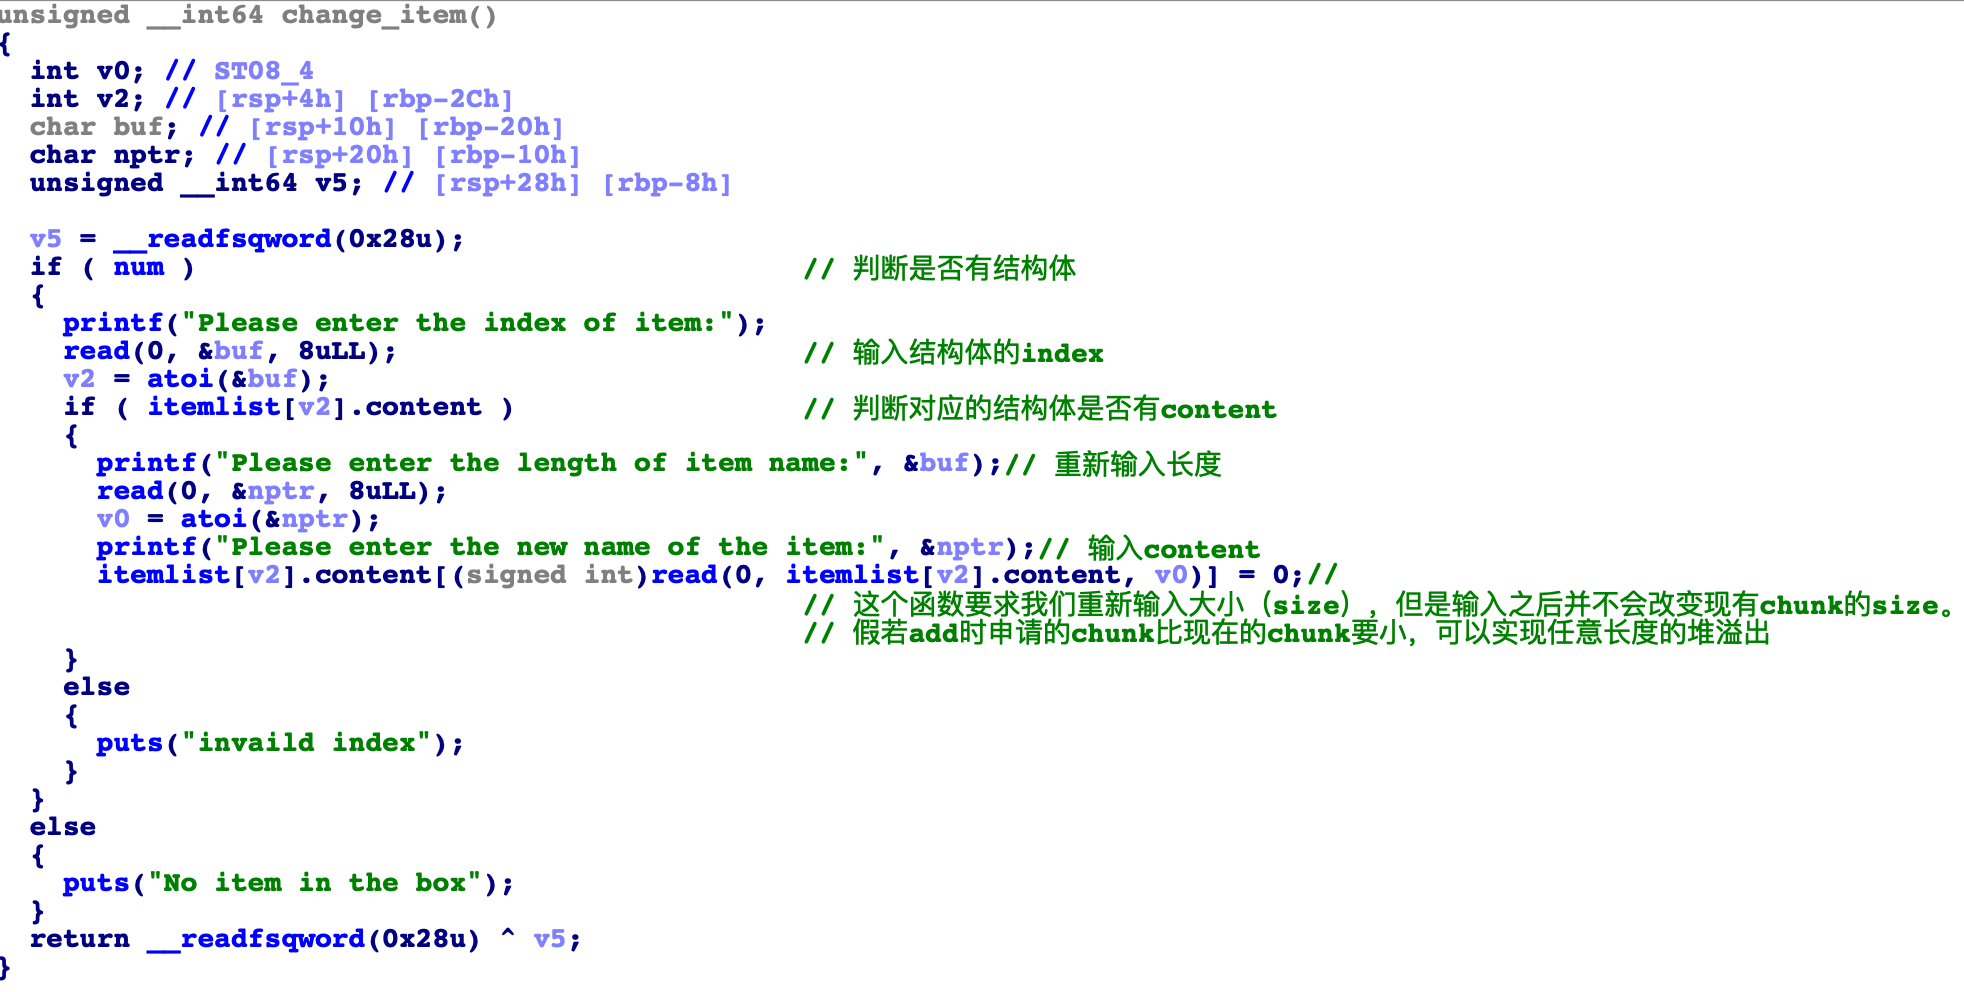 unsigned __int64 change_item()
{
  int v0; // ST08_4
  int v2; // [rsp+4h] [rbp-2Ch]
  char buf; // [rsp+10h] [rbp-20h]
  char nptr; // [rsp+20h] [rbp-10h]
  unsigned __int64 v5; // [rsp+28h] [rbp-8h]

  v5 = __readfsqword(0x28u);
  if ( num )                                    // 判断是否有结构体
  {
    printf("Please enter the index of item:");
    read(0, &buf, 8uLL);                        // 输入结构体的index
    v2 = atoi(&buf);
    if ( itemlist[v2].content )                 // 判断对应的结构体是否有content
    {
      printf("Please enter the length of item name:", &buf);// 重新输入长度
      read(0, &nptr, 8uLL);
      v0 = atoi(&nptr);
      printf("Please enter the new name of the item:", &nptr);// 输入content
      itemlist[v2].content[(signed int)read(0, itemlist[v2].content, v0)] = 0;//
                                                // 这个函数要求我们重新输入大小（size），但是输入之后并不会改变现有chunk的size。
                                                // 假若add时申请的chunk比现在的chunk要小，可以实现任意长度的堆溢出
    }
    else
    {
      puts("invaild index");
    }
  }
  else
  {
    puts("No item in the box");
  }
  return __readfsqword(0x28u) ^ v5;
}